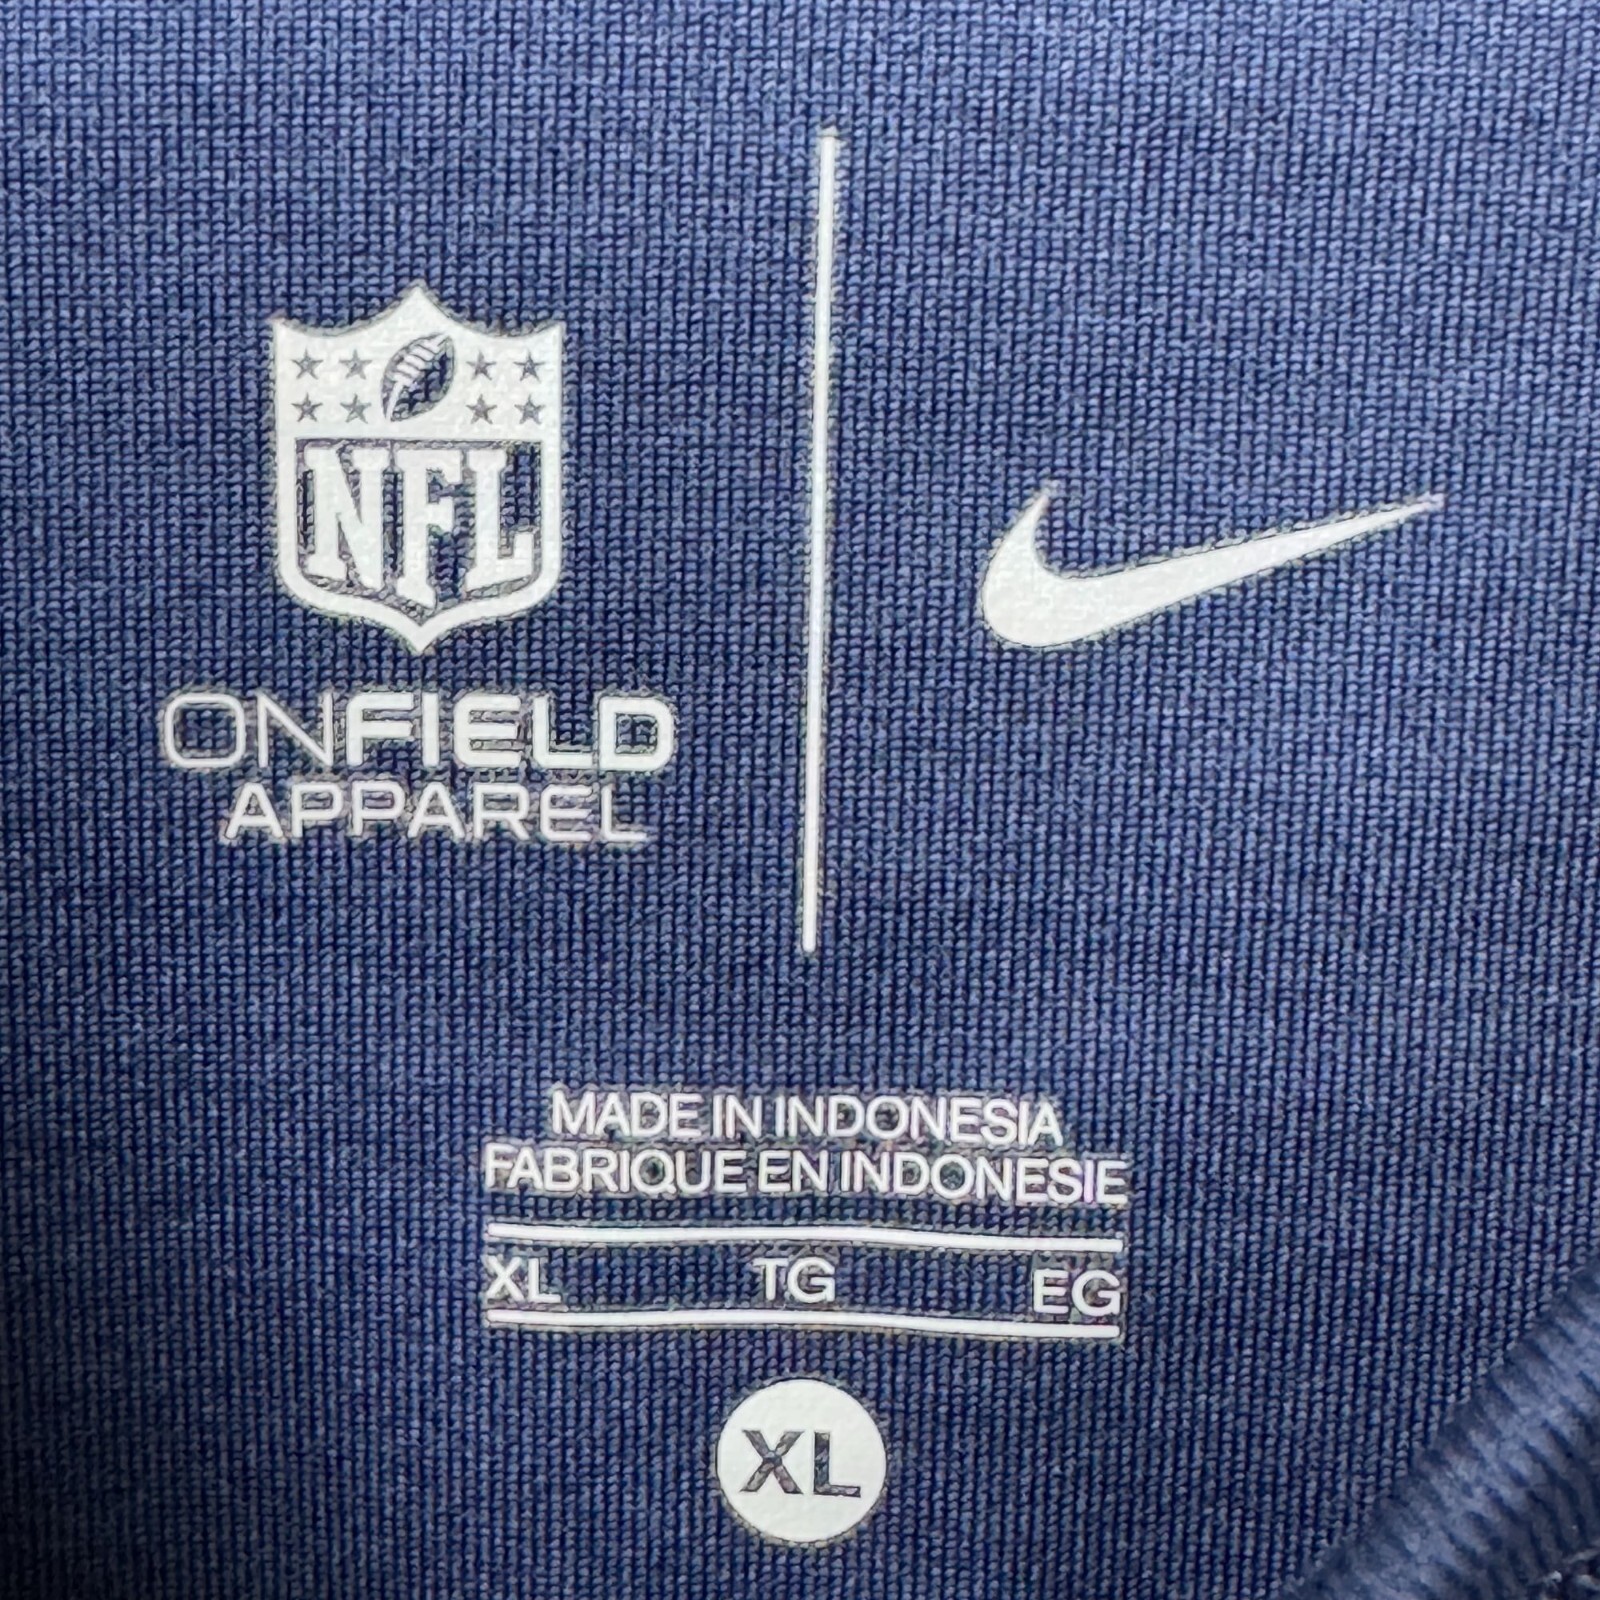 NFL
ONFIELD
APPAREL
MADE IN INDONESIA
FABRIQUE EN INDONESIE
XL TG EG
XL